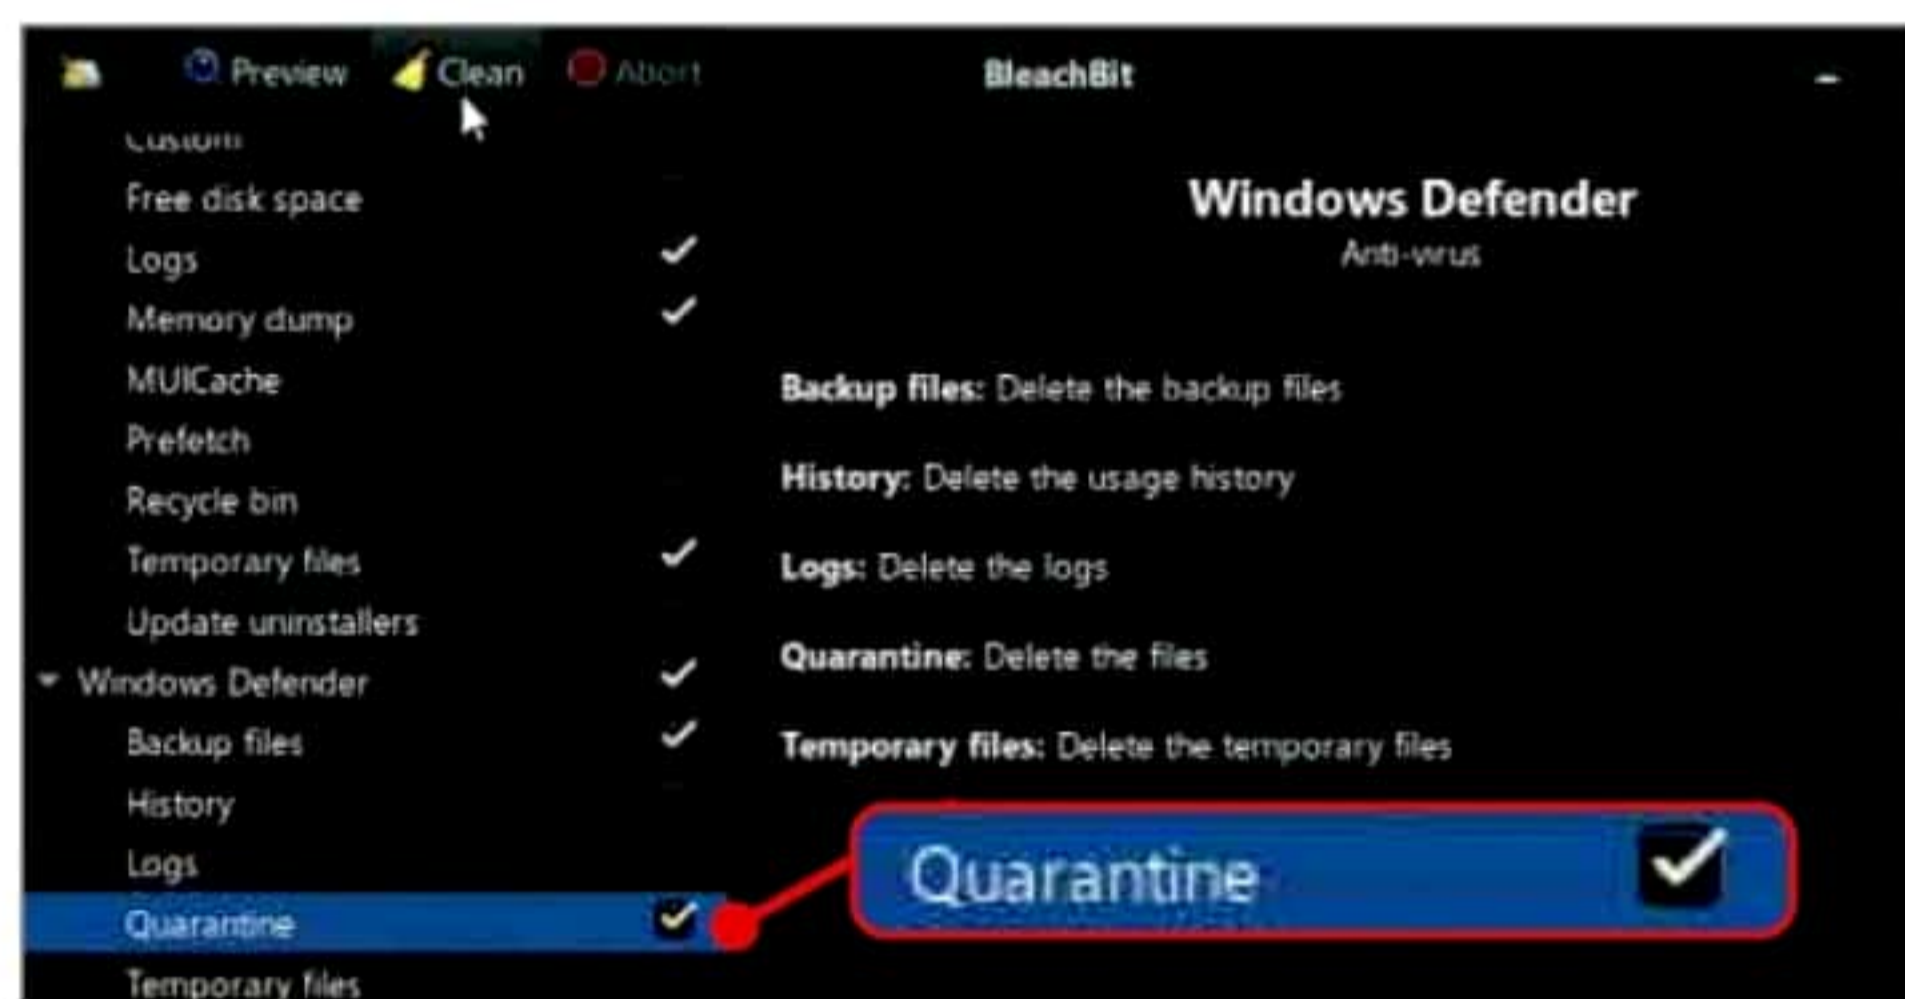 Preview Clean Abort BleachBit
Custom
Free disk space
Logs
Memory dump
MUICache
Prefetch
Recycle bin
Temporary files
Update uninstallers
Windows Defender
Backup files
History
Logs
Quarantine
Temporary files
Windows Defender
Anti-virus
Backup files: Delete the backup files
History: Delete the usage history
Logs: Delete the logs
Quarantine: Delete the files
Temporary files: Delete the temporary files
Quarantine